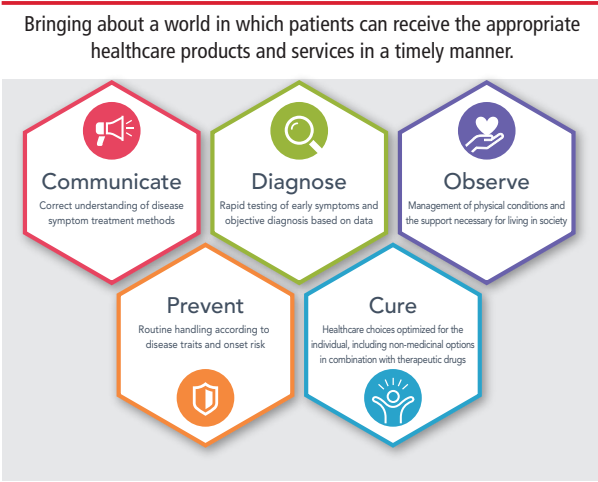 Bringing about a world in which patients can receive the appropriate
healthcare products and services in a timely manner.
Communicate
Correct understanding of disease
symptom treatment methods
Diagnose
Rapid testing of early symptoms and
objective diagnosis based on data
Observe
Management of physical conditions and
the support necessary for living in society
Prevent
Routine handling according to
disease traits and onset risk
Cure
Healthcare choices optimized for the
individual, including non-medicinal options
in combination with therapeutic drugs